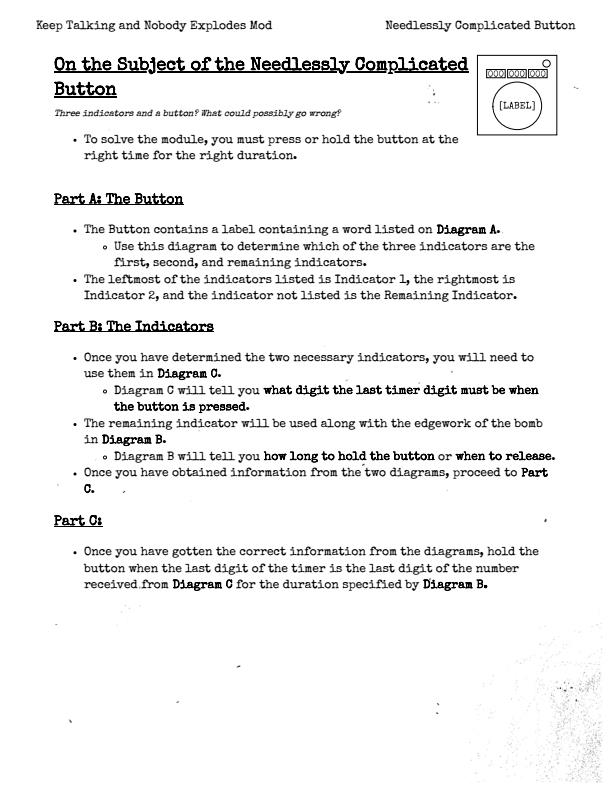 Keep Talking and Nobody Explodes Mod
Needlessly Complicated Button
On the Subject of the Needlessly Complicated
Button
000 000 000
[LABEL]
Three indicators and a button? What could possibly go wrong?
• To solve the module, you must press or hold the button at the
right time for the right duration.
Part A: The Button
• The Button contains a label containing a word listed on Diagram A.
◦ Use this diagram to determine which of the three indicators are the
first, second, and remaining indicators.
• The leftmost of the indicators listed is Indicator 1, the rightmost is
Indicator 2, and the indicator not listed is the Remaining Indicator.
Part B: The Indicators
• Once you have determined the two necessary indicators, you will need to
use them in Diagram C.
◦ Diagram C will tell you what digit the last timer digit must be when
the button is pressed.
• The remaining indicator will be used along with the edgework of the bomb
in Diagram B.
◦ Diagram B will tell you how long to hold the button or when to release.
• Once you have obtained information from the two diagrams, proceed to Part
C.
Part C:
• Once you have gotten the correct information from the diagrams, hold the
button when the last digit of the timer is the last digit of the number
received from Diagram C for the duration specified by Diagram B.